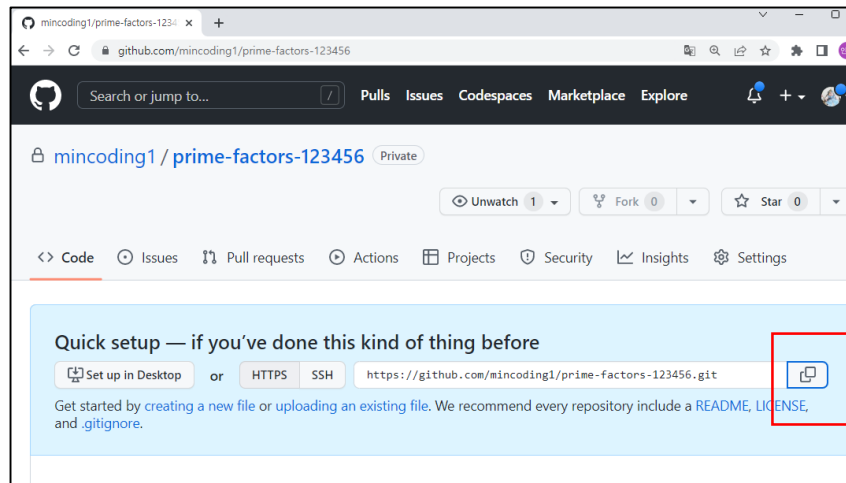 mincoding1/prime-factors-1234
github.com/mincoding1/prime-factors-123456
Search or jump to... /
Pulls Issues Codespaces Marketplace Explore
mincoding1 / prime-factors-123456 Private
Unwatch 1 Fork 0 Star 0
<> Code Issues Pull requests Actions Projects Security Insights Settings
Quick setup — if you've done this kind of thing before
Set up in Desktop or HTTPS SSH https://github.com/mincoding1/prime-factors-123456.git
Get started by creating a new file or uploading an existing file. We recommend every repository include a README, LICENSE,
and .gitignore.